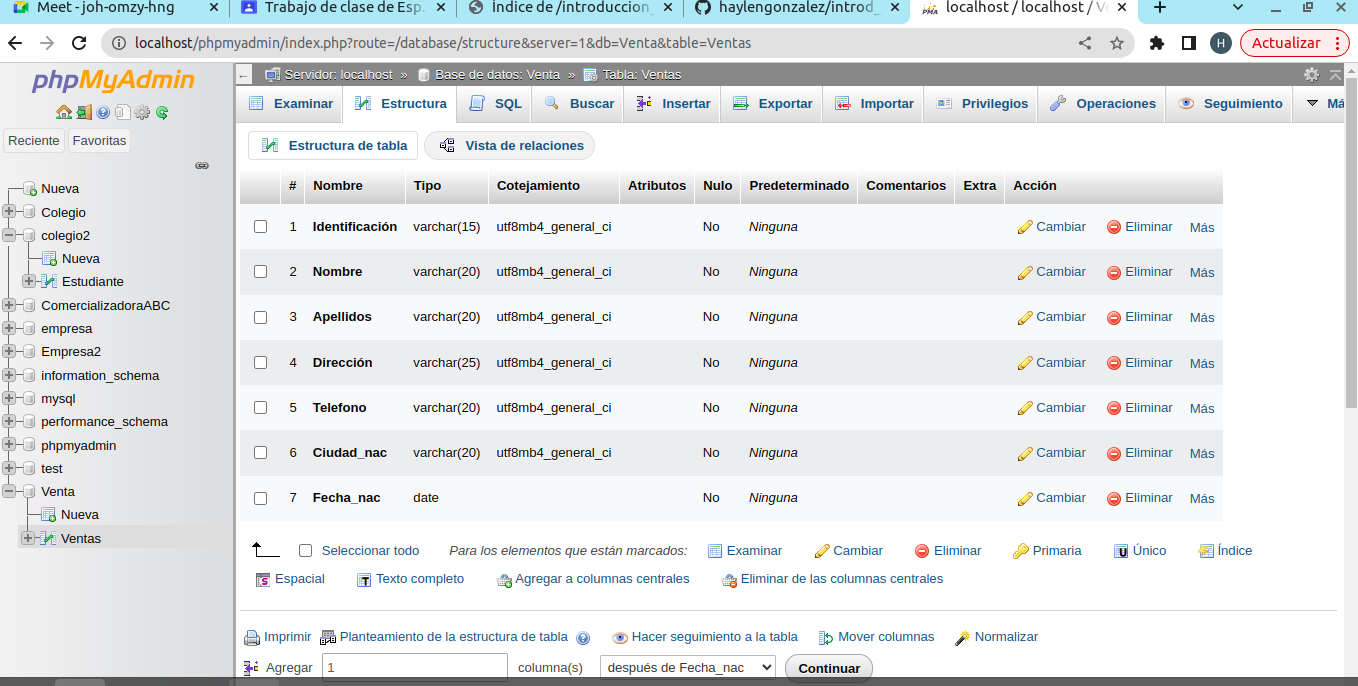 Meet - joh-omzy-hng
Trabajo de clase de Esp
Índice de /introduccion_
haylengonzalez/introd_
localhost / localhost / Ve
localhost/phpmyadmin/index.php?route=/database/structure&server=1&db=Venta&table=Ventas
H
Actualizar
phpMyAdmin
Reciente
Favoritas
Nueva
Colegio
colegio2
Nueva
Estudiante
ComercializadoraABC
empresa
Empresa2
information_schema
mysql
performance_schema
phpmyadmin
test
Venta
Nueva
Ventas
Servidor: localhost » Base de datos: Venta » Tabla: Ventas
Examinar Estructura SQL Buscar Insertar Exportar Importar Privilegios Operaciones Seguimiento Má
Estructura de tabla Vista de relaciones
# Nombre Tipo Cotejamiento Atributos Nulo Predeterminado Comentarios Extra Acción
1 Identificación varchar(15) utf8mb4_general_ci No Ninguna Cambiar Eliminar Más
2 Nombre varchar(20) utf8mb4_general_ci No Ninguna Cambiar Eliminar Más
3 Apellidos varchar(20) utf8mb4_general_ci No Ninguna Cambiar Eliminar Más
4 Dirección varchar(25) utf8mb4_general_ci No Ninguna Cambiar Eliminar Más
5 Telefono varchar(20) utf8mb4_general_ci No Ninguna Cambiar Eliminar Más
6 Ciudad_nac varchar(20) utf8mb4_general_ci No Ninguna Cambiar Eliminar Más
7 Fecha_nac date No Ninguna Cambiar Eliminar Más
Seleccionar todo Para los elementos que están marcados: Examinar Cambiar Eliminar Primaria Único Índice
Espacial Texto completo Agregar a columnas centrales Eliminar de las columnas centrales
Imprimir Planteamiento de la estructura de tabla Hacer seguimiento a la tabla Mover columnas Normalizar
Agregar 1 columna(s) después de Fecha_nac Continuar